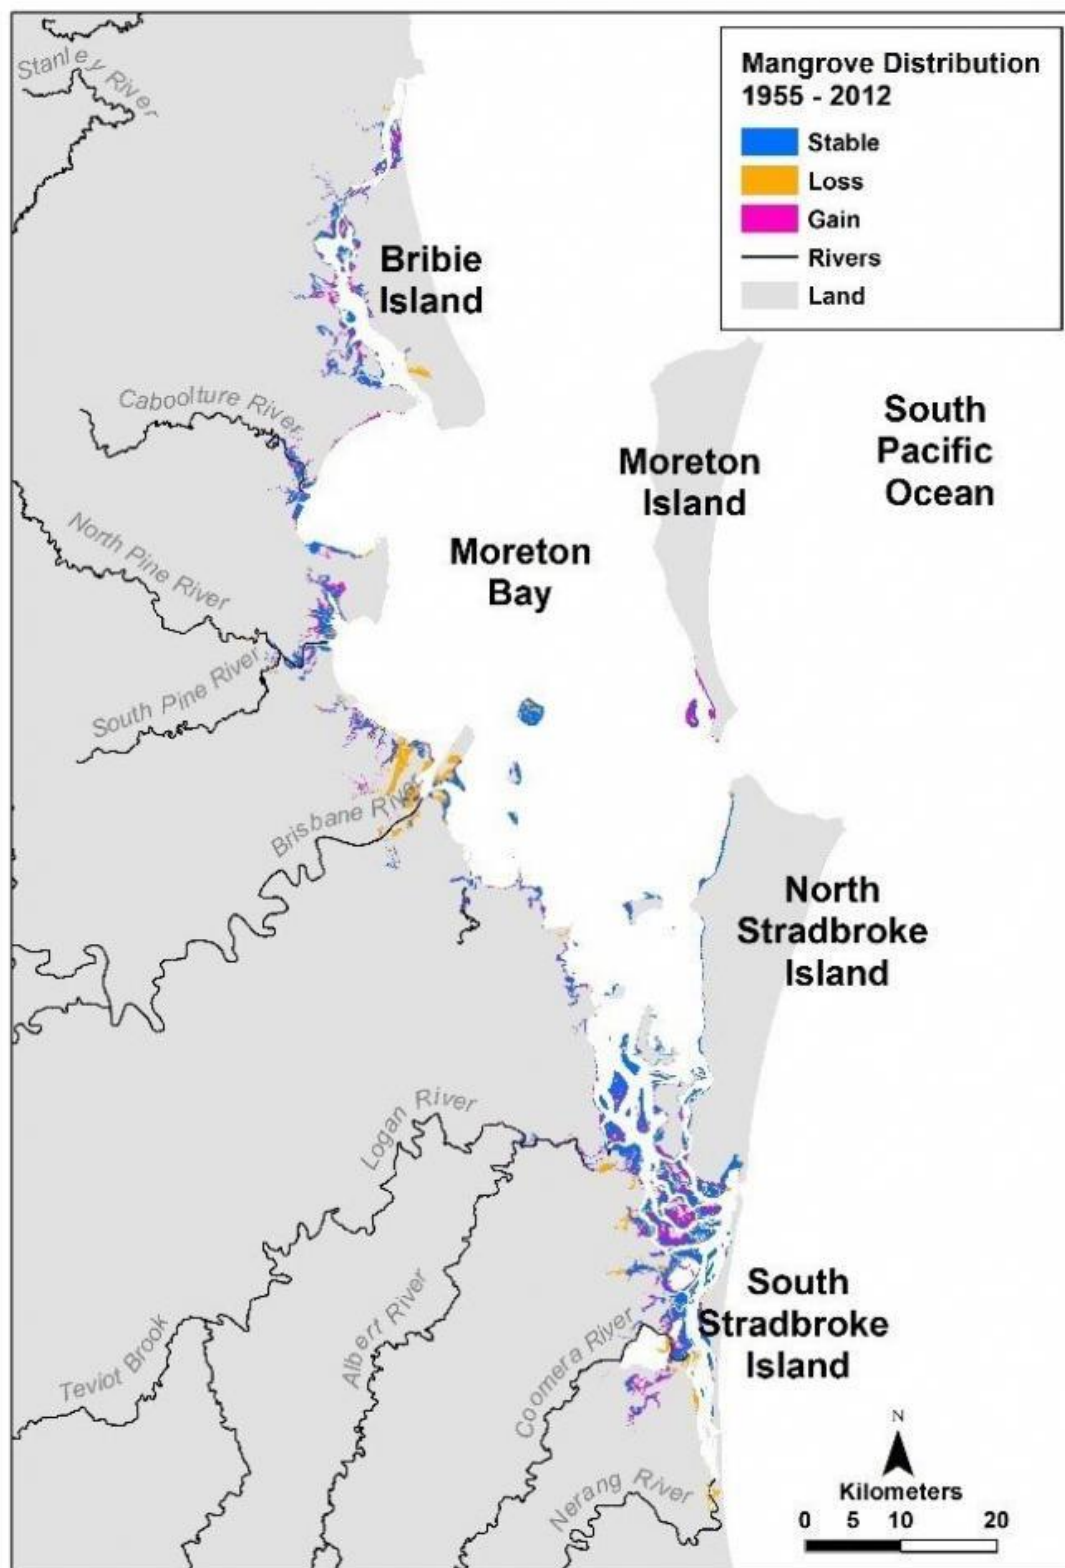 Mangrove Distribution
1955 - 2012
Stable
Loss
Gain
Rivers
Land
Stanley River
Bribie
Island
Caboolture River
South
Pacific
Ocean
Moreton
Island
North Pine River
Moreton
Bay
South Pine River
Brisbane River
North
Stradbroke
Island
Logan River
South
Stradbroke
Island
Teviot Brook
Albert River
Coomera River
Nerang River
N
Kilometers
0 5 10 20